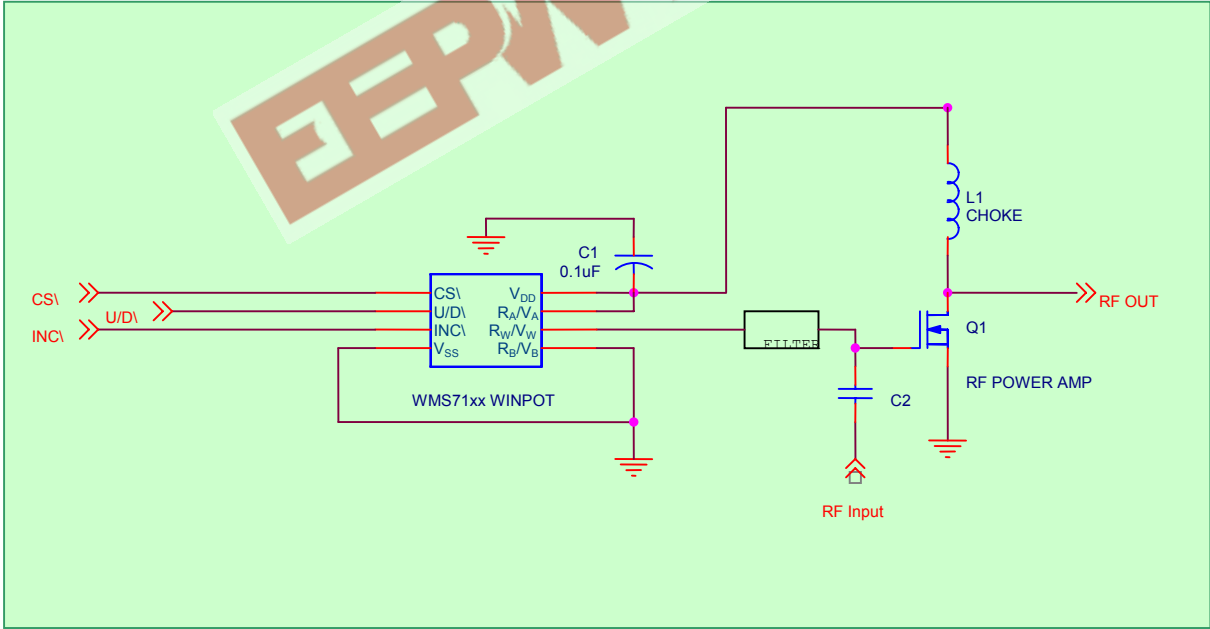 EEPW
L1
CHOKE
C1
0.1uF
CS\
U/D\
INC\
CS\
U/D\
INC\
VSS
VDD
RA/VA
RW/VW
RB/VB
WMS71xx WINPOT
FILTER
RF OUT
Q1
RF POWER AMP
C2
RF Input